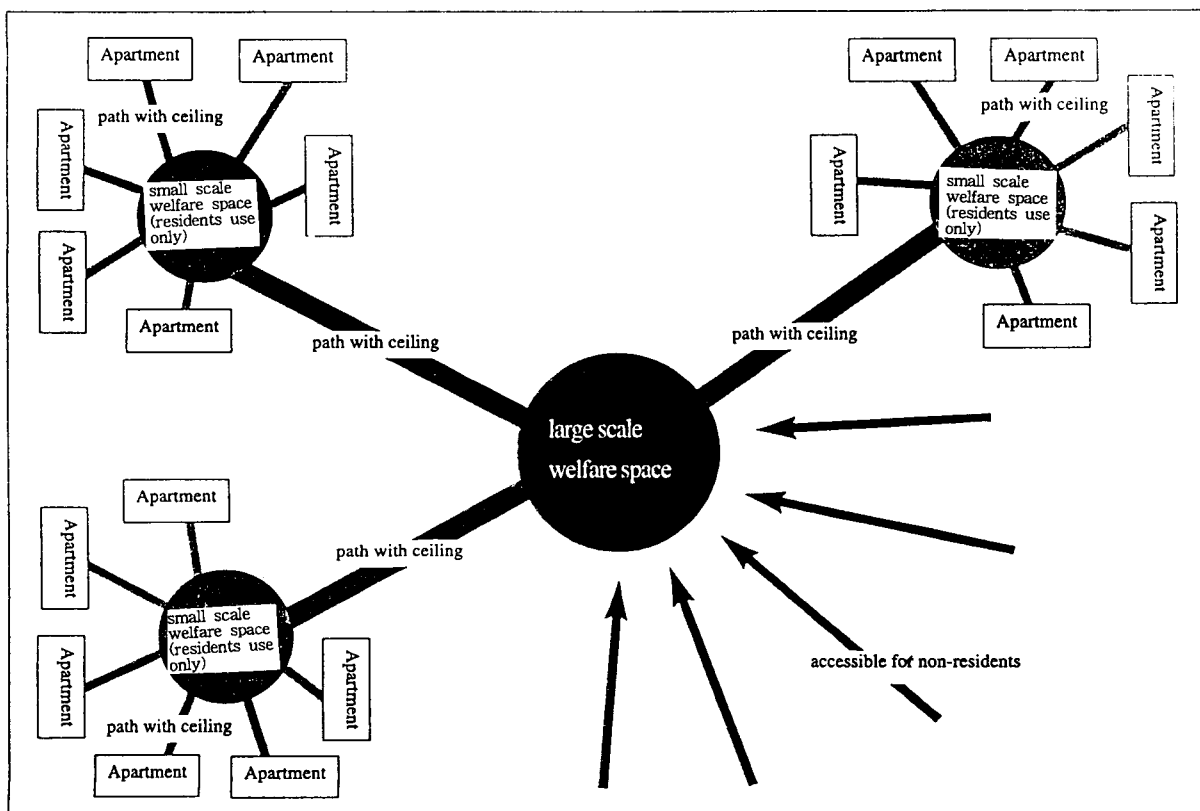 Apartment
Apartment
path with ceiling
Apartment
Apartment
small scale
welfare space
(residents use
only)
Apartment
Apartment
path with ceiling
Apartment
Apartment
path with ceiling
Apartment
Apartment
small scale
welfare space
(residents use
only)
Apartment
Apartment
path with ceiling
large scale
welfare space
Apartment
Apartment
path with ceiling
small scale
welfare space
(residents use
only)
Apartment
Apartment
path with ceiling
Apartment
Apartment
accessible for non-residents